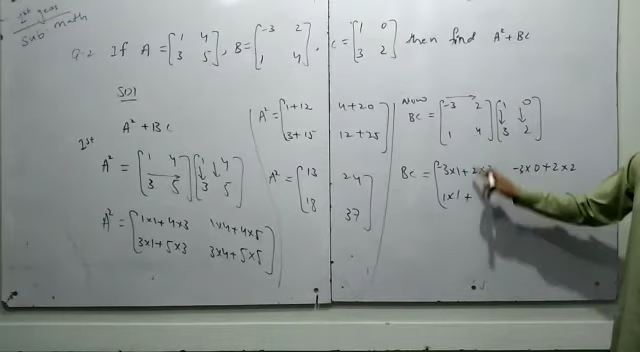 1st year
Sub: math
Q-2 If A = [1 4 3 5], B = [-3 2 1 4], C = [1 0 3 2] then find A²+BC
Sol
A²+BC
1st
A² = [1 4 3 5] [1 4 3 5]
A² = [1×1+4×3 1×4+4×5
3×1+5×3 3×4+5×5]
A² = [1+12 4+20
3+15 12+25]
A² = [13 24
18 37]
Now
BC = [-3 2 1 4] [1 0 3 2]
BC = [-3×1+2× -3×0+2×2
1×1+